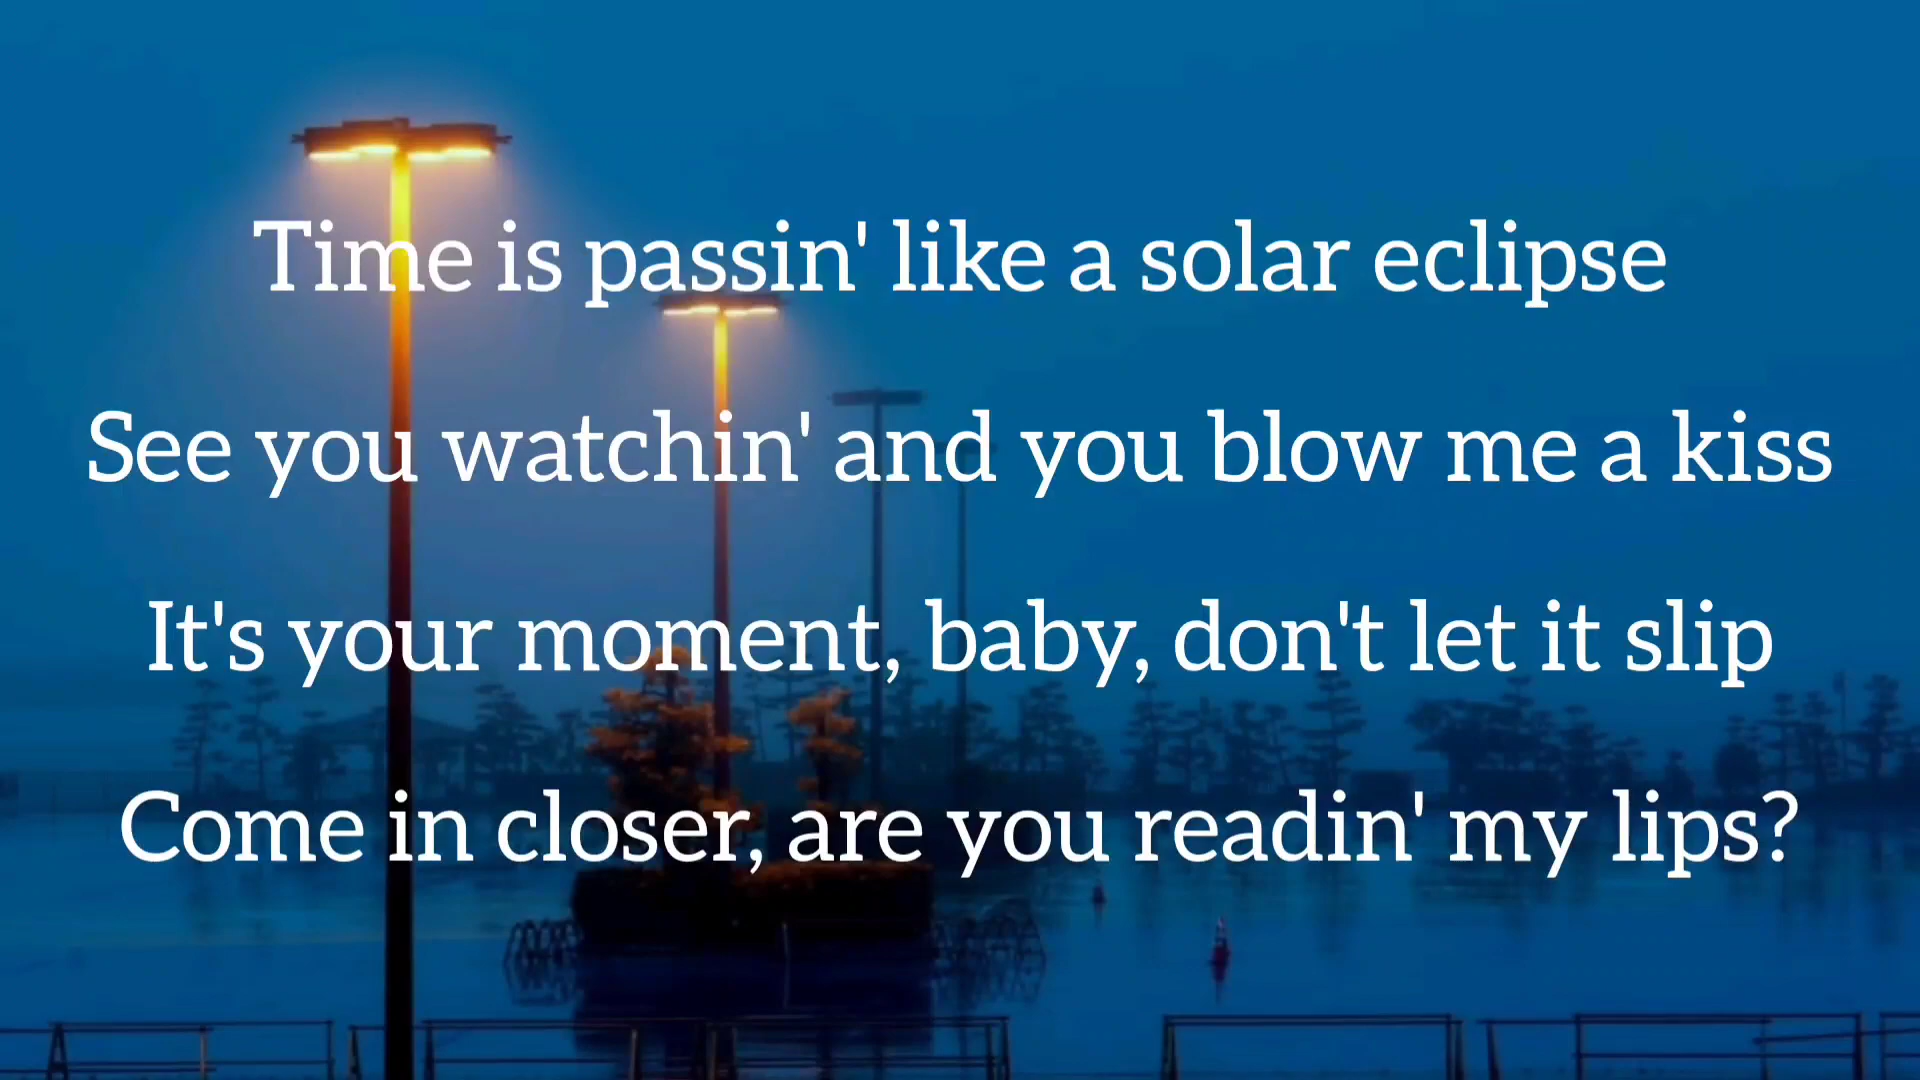 Time is passin' like a solar eclipse
See you watchin' and you blow me a kiss
It's your moment, baby, don't let it slip
Come in closer, are you readin' my lips?